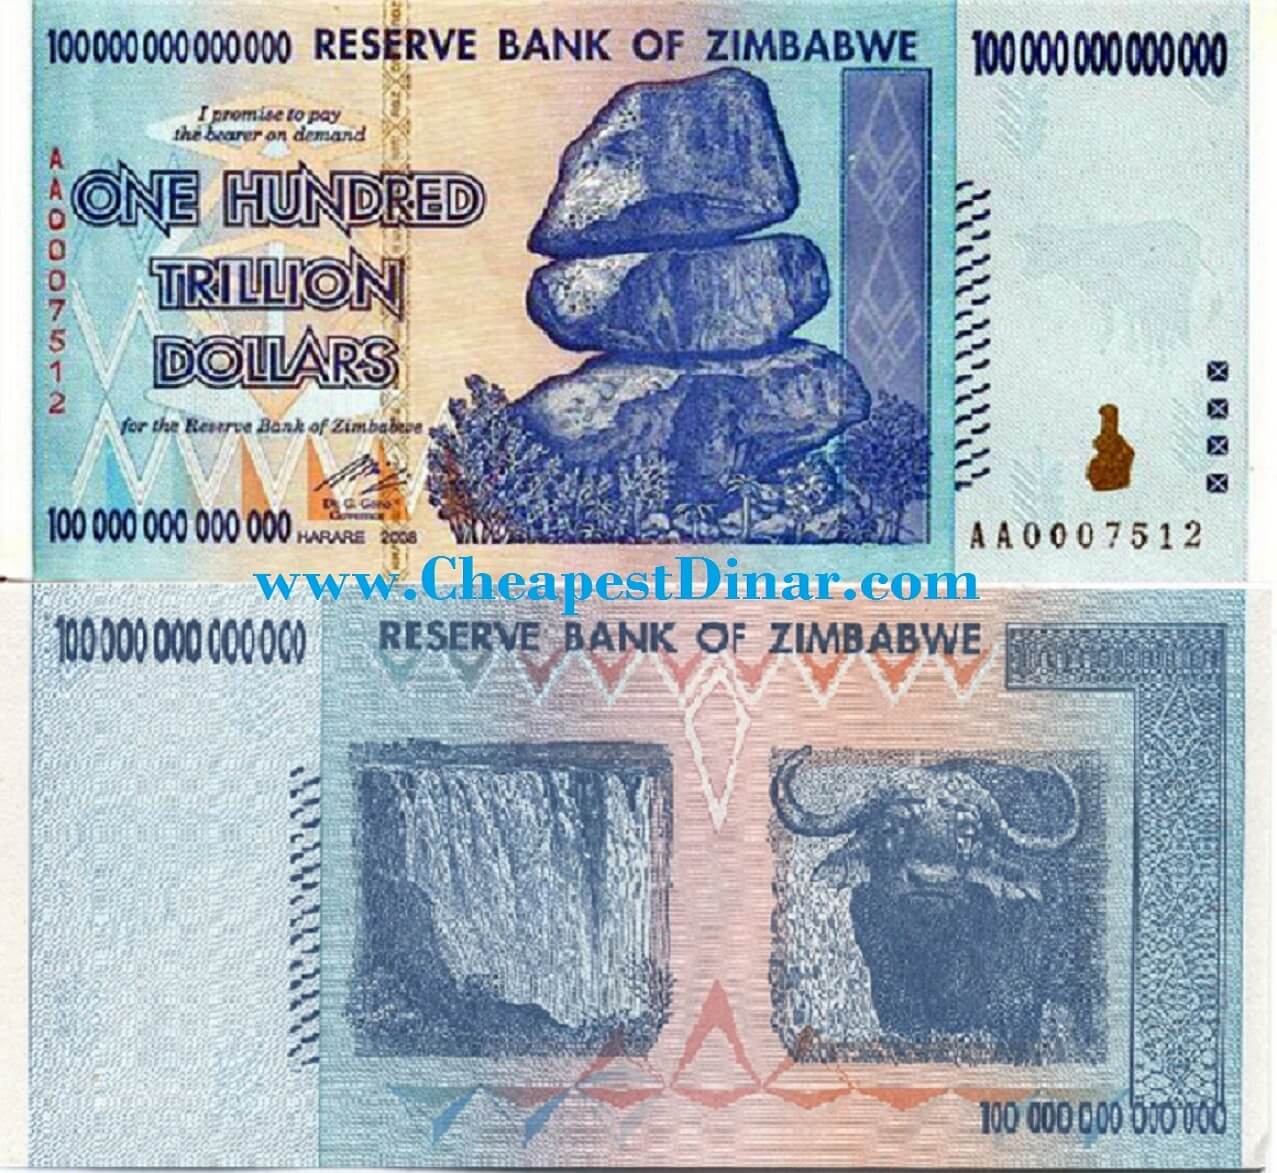 100 000 000 000 000 RESERVE BANK OF ZIMBABWE 100 000 000 000 000
I promise to pay
the bearer on demand
AA0007512
ONE HUNDRED
TRILLION
DOLLARS
for the Reserve Bank of Zimbabwe
Dr. G. Gono
Governor
100 000 000 000 000 HARARE 2008
AA0007512
www.CheapestDinar.com
100 000 000 000 000 RESERVE BANK OF ZIMBABWE
100 000 000 000 000